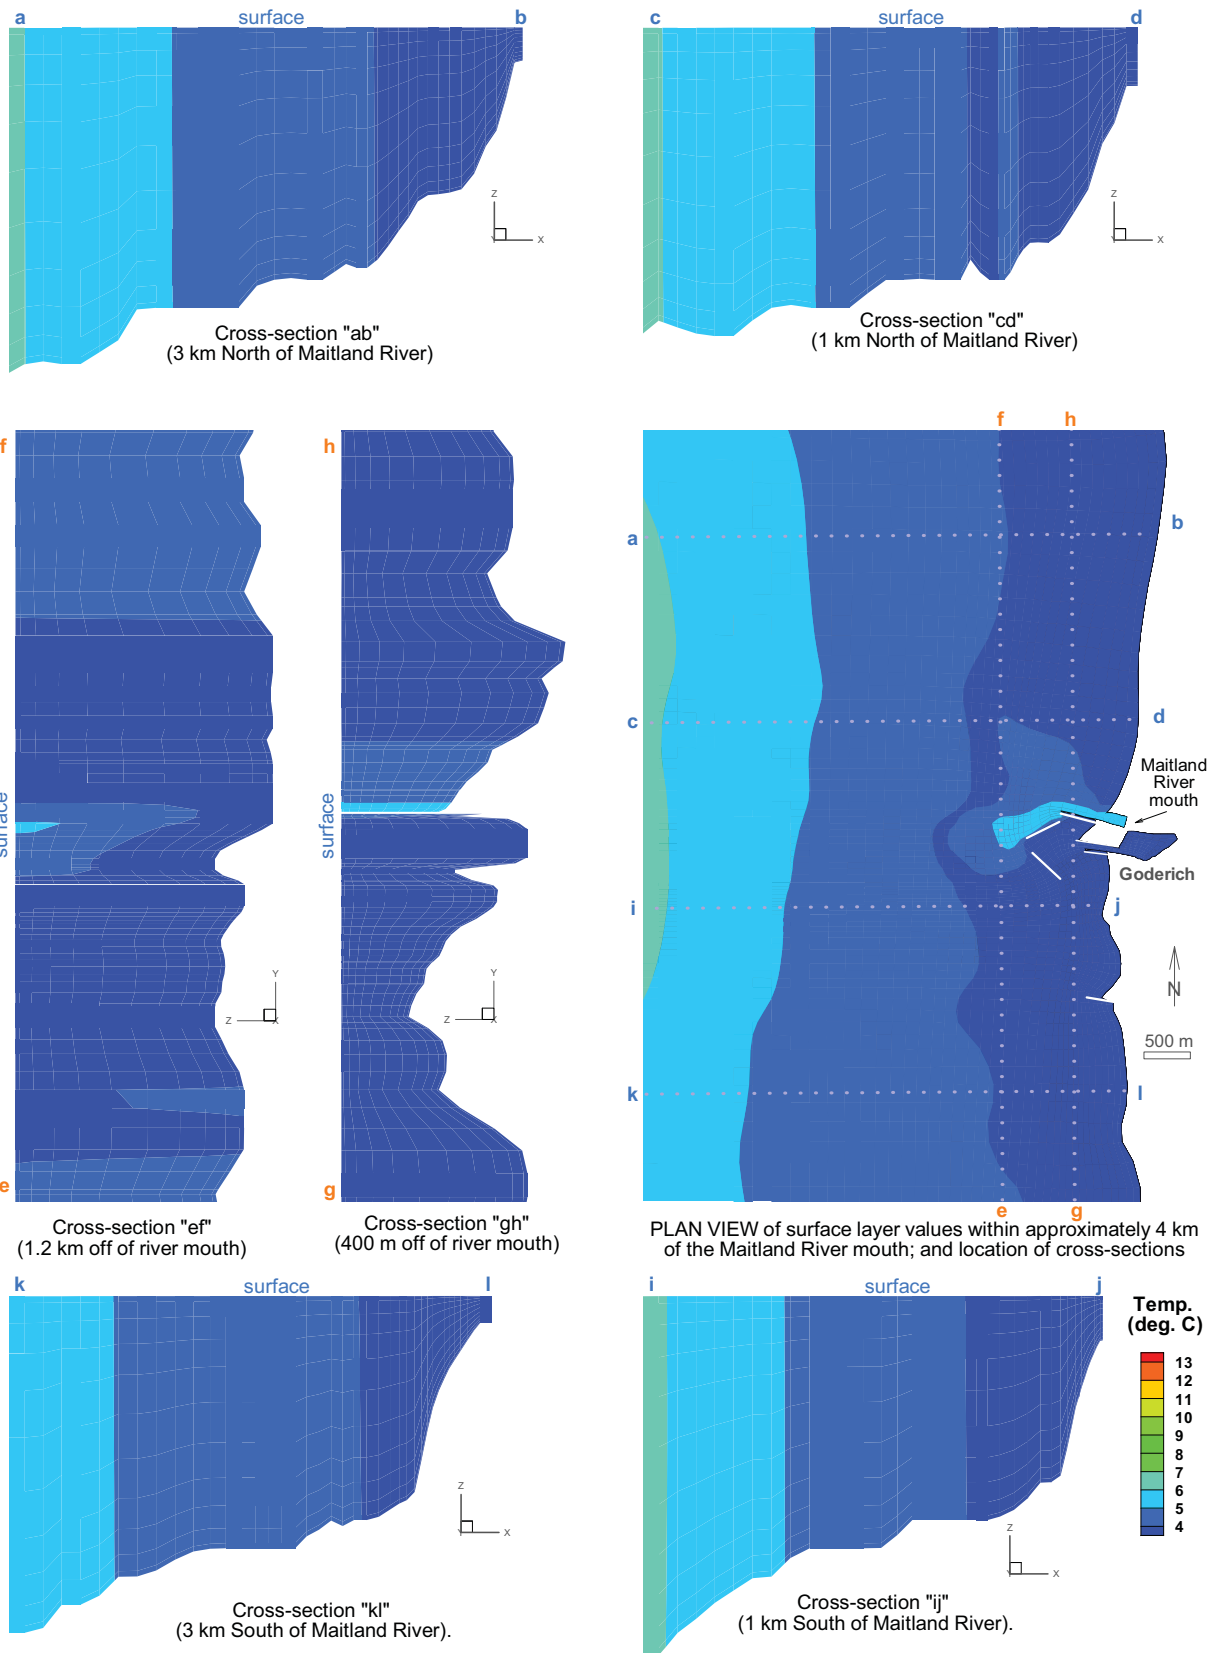 a surface b
c surface d
Z
X
Y
Z
X
Y
Cross-section "ab"
(3 km North of Maitland River)
Cross-section "cd"
(1 km North of Maitland River)
f
surface
e
Y
Z
X
h
surface
g
Y
Z
X
f h
a
b
c
d
Maitland
River
mouth
Goderich
i
j
N
500 m
k
l
e g
Cross-section "ef"
(1.2 km off of river mouth)
Cross-section "gh"
(400 m off of river mouth)
PLAN VIEW of surface layer values within approximately 4 km
of the Maitland River mouth; and location of cross-sections
k surface l
i surface j
Z
X
Y
Z
X
Y
Cross-section "kl"
(3 km South of Maitland River).
Cross-section "ij"
(1 km South of Maitland River).
Temp.
(deg. C)
13
12
11
10
9
8
7
6
5
4